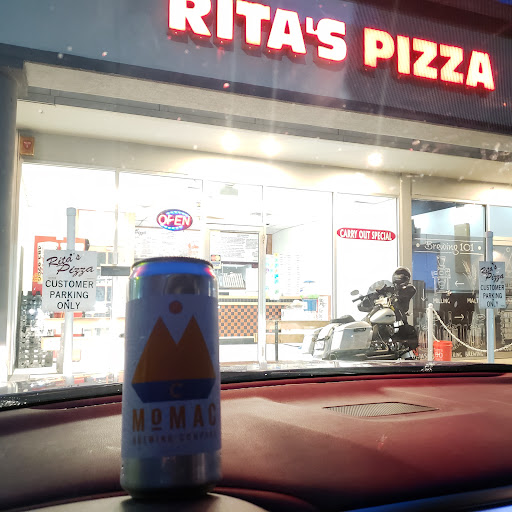 RITA'S PIZZA
OPEN
CARRY OUT SPECIAL
Brewing 101
Rita's
Pizza
CUSTOMER
PARKING
ONLY
Rita's
Pizza
CUSTOMER
PARKING
ONLY
MILLING
MoMAC
BREWING COMPANY